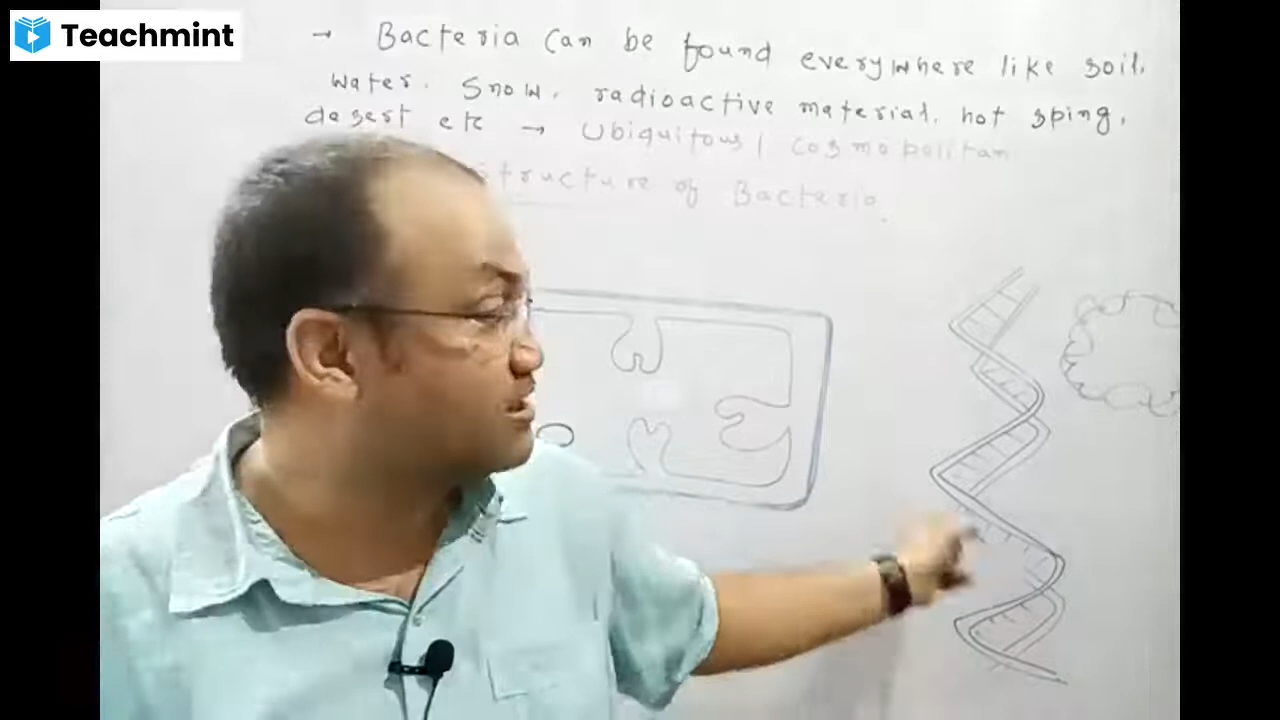 Teachmint
→ Bacteria can be found everywhere like soil,
water, Snow, radioactive material, hot sping,
desert etc → Ubiquitous / Cosmopolitan
structure of Bacteria.